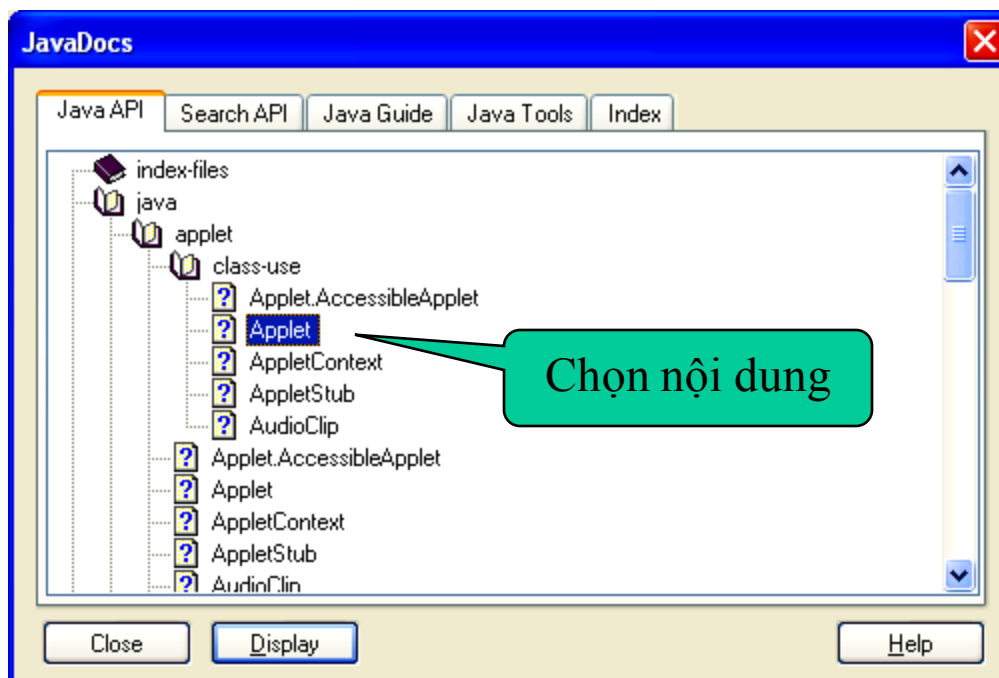 JavaDocs
Java API Search API Java Guide Java Tools Index
index-files
java
applet
class-use
Applet.AccessibleApplet
Applet
AppletContext
Chọn nội dung
AppletStub
AudioClip
Applet.AccessibleApplet
Applet
AppletContext
AppletStub
AudioClip
Close Display Help